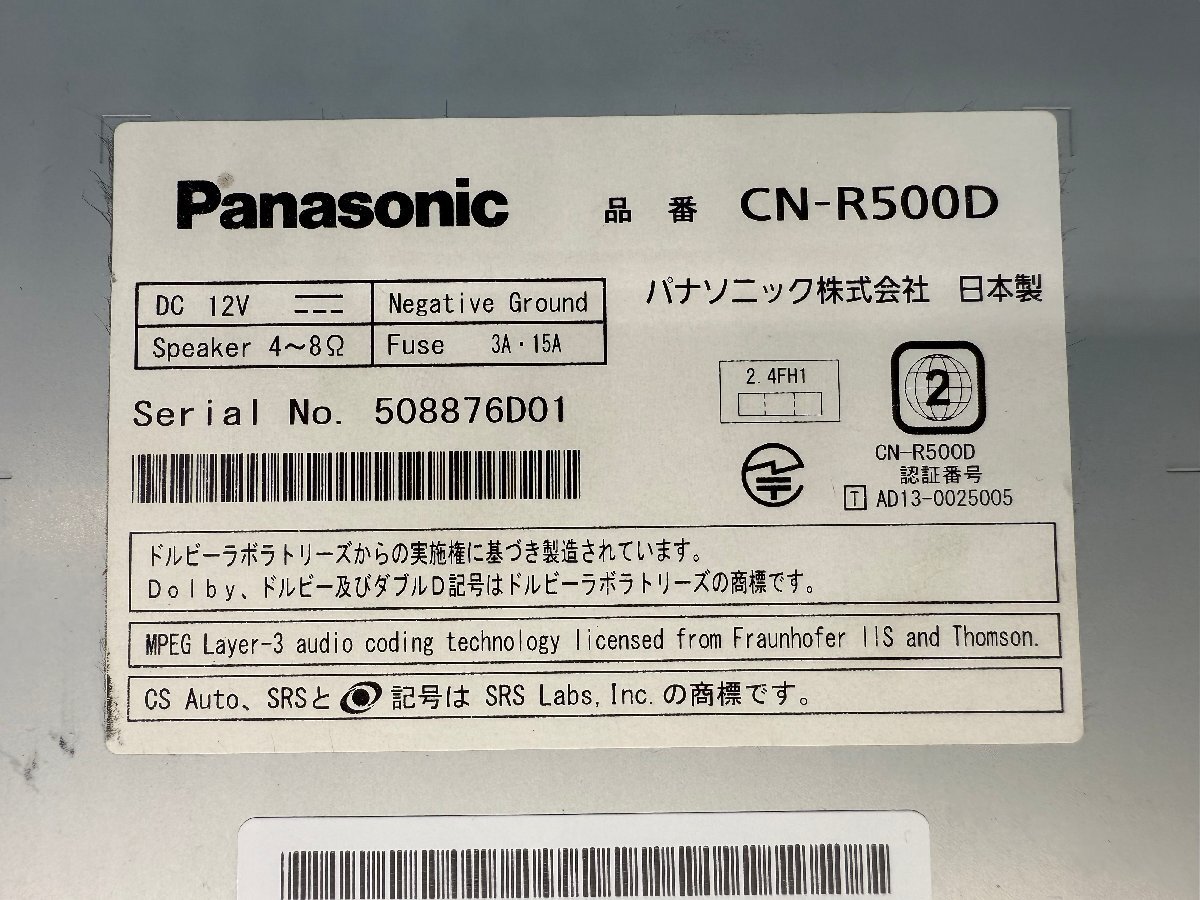 Panasonic 品番 CN-R500D
パナソニック株式会社 日本製
DC 12V Negative Ground
Speaker 4～8Ω Fuse 3A・15A
Serial No. 508876D01
2.4FH1
2
CN-R500D
認証番号
T AD13-0025005
ドルビーラボラトリーズからの実施権に基づき製造されています。
Dolby、ドルビー及びダブルD記号はドルビーラボラトリーズの商標です。
MPEG Layer-3 audio coding technology licensed from Fraunhofer IIS and Thomson.
CS Auto、SRSと 記号は SRS Labs, Inc. の商標です。